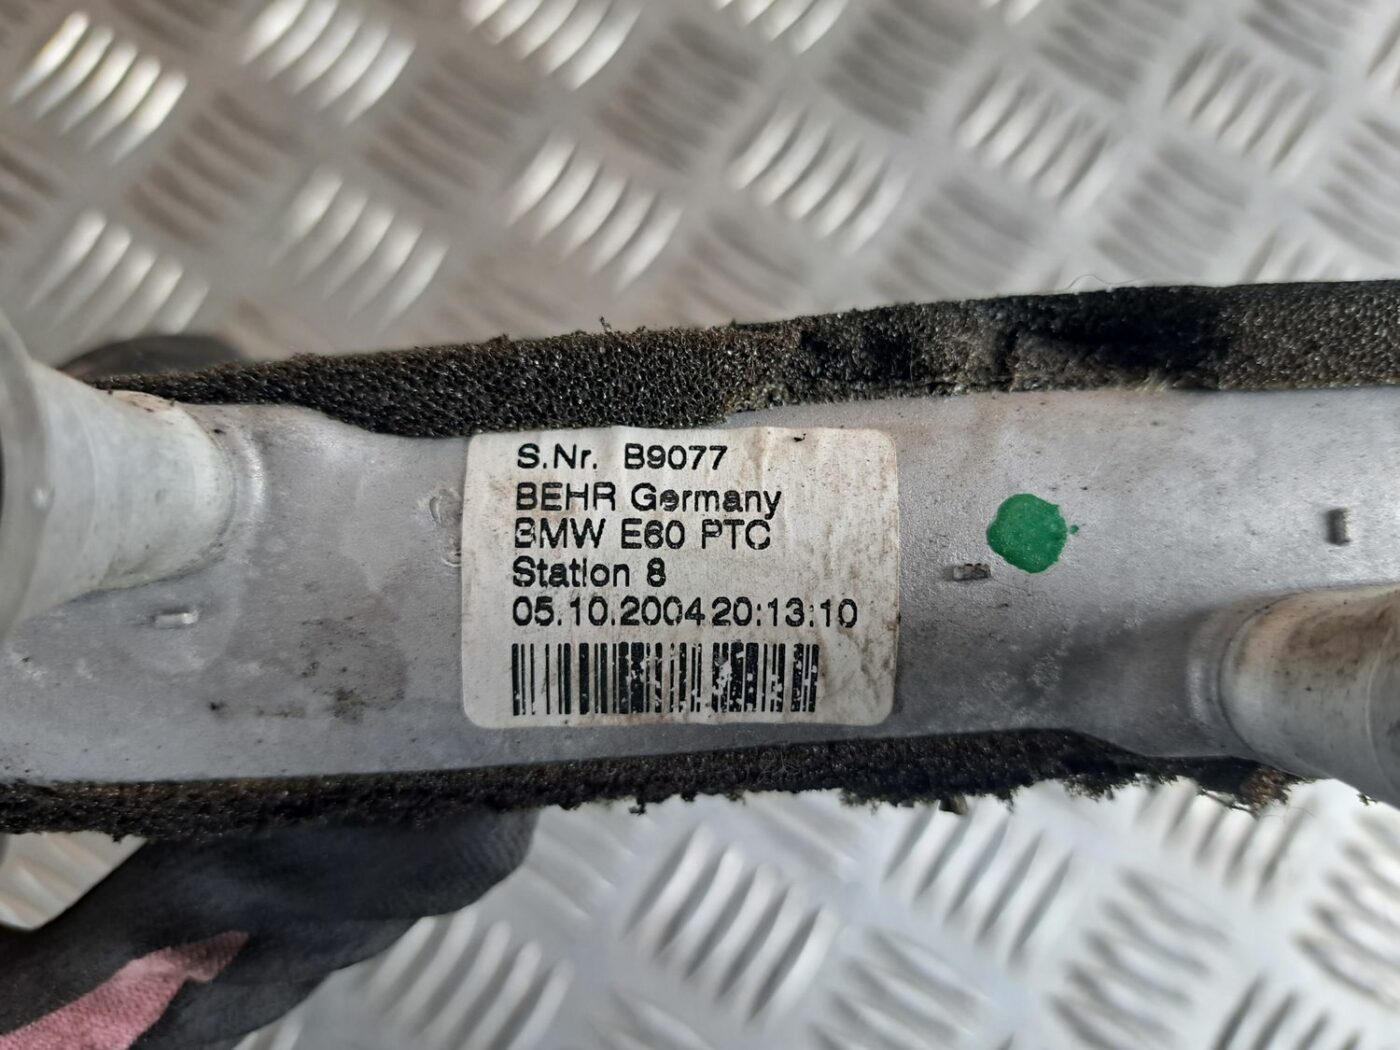 S.Nr. B9077
BEHR Germany
BMW E60 PTC
Station 8
05.10.2004 20:13:10